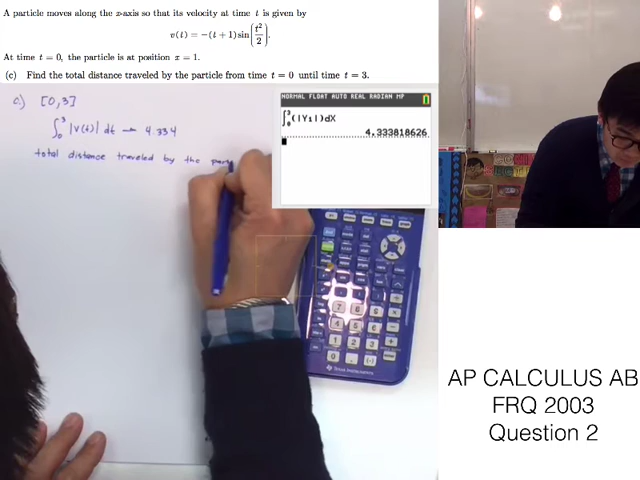 A particle moves along the x-axis so that its velocity at time t is given by
v(t) = −(t + 1)sin(t²/2).
At time t = 0, the particle is at position x = 1.
(c) Find the total distance traveled by the particle from time t = 0 until time t = 3.
c) [0,3]
∫₀³ |v(t)| dt → 4.334
total distance traveled by the par
NORMAL FLOAT AUTO REAL RADIAN MP
∫₀³(|Y₁|)dX
4.333818626
TEXAS INSTRUMENTS
AP CALCULUS AB
FRQ 2003
Question 2